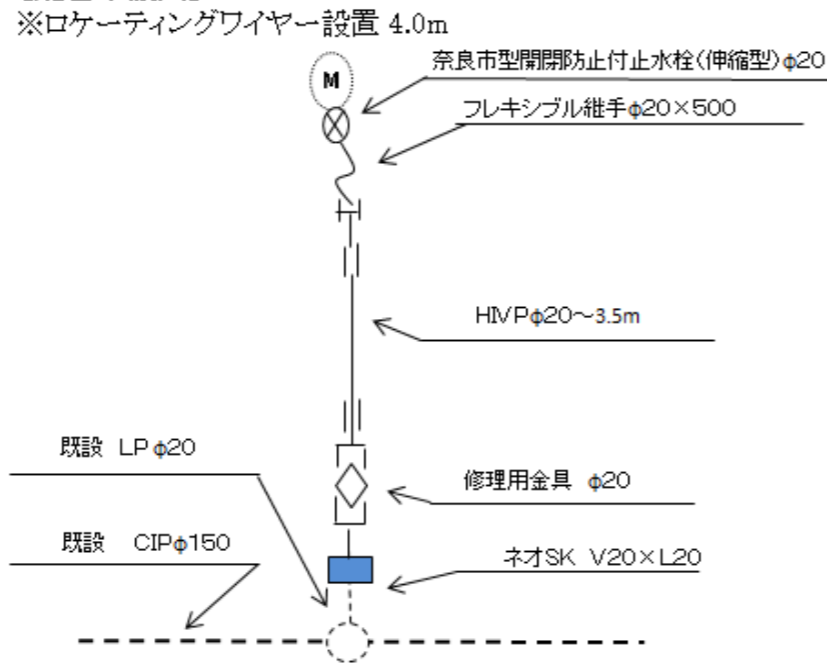 ※ロケーティングワイヤー設置 4.0m
奈良市型開閉防止付止水栓(伸縮型)φ20
M
フレキシブル継手φ20×500
HIVPφ20～3.5m
既設 LPφ20
修理用金具 φ20
既設 CIPφ150
ネオSK V20×L20